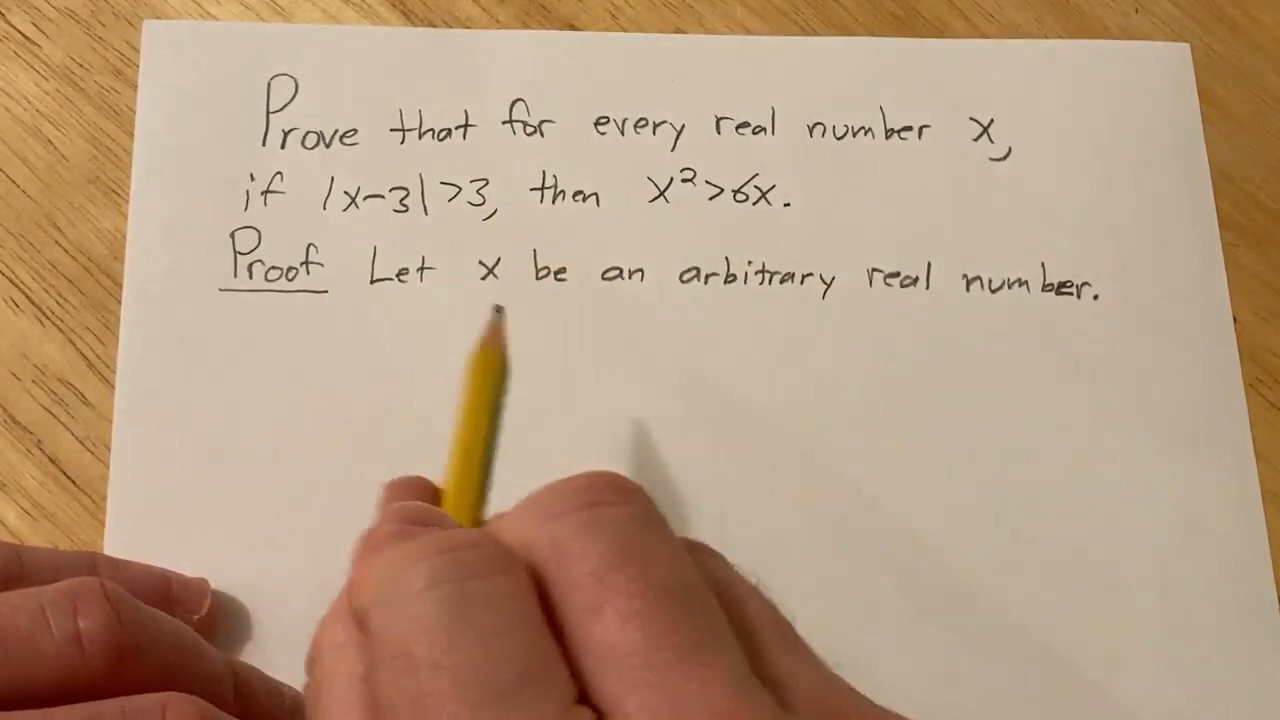 Prove that for every real number x,
if |x-3|>3, then x²>6x.
Proof Let x be an arbitrary real number.